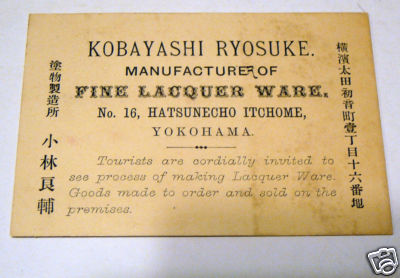 KOBAYASHI RYOSUKE.
MANUFACTURER OF
FINE LACQUER WARE,
No. 16, HATSUNECHO ITCHOME,
YOKOHAMA.
Tourists are cordially invited to
see process of making Lacquer Ware.
Goods made to order and sold on the
premises.
橫濱太田初音町壹丁目十六番地
塗物製造所
小林良輔
ebY